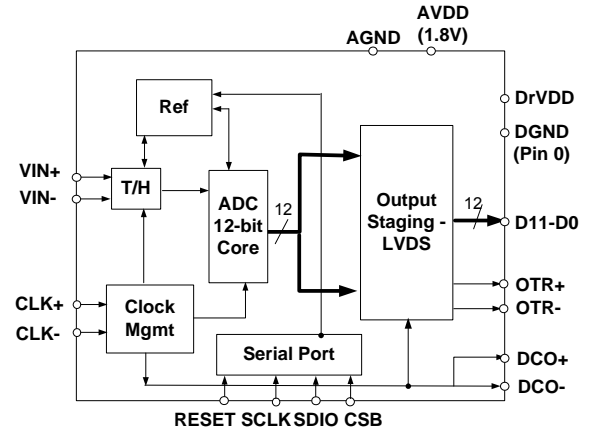 AVDD
AGND (1.8V)
DrVDD
DGND
(Pin 0)
Ref
VIN+
VIN-
T/H
ADC
12-bit
Core
12
Output
Staging -
LVDS
12
D11-D0
OTR+
OTR-
CLK+
CLK-
Clock
Mgmt
Serial Port
DCO+
DCO-
RESET SCLK SDIO CSB